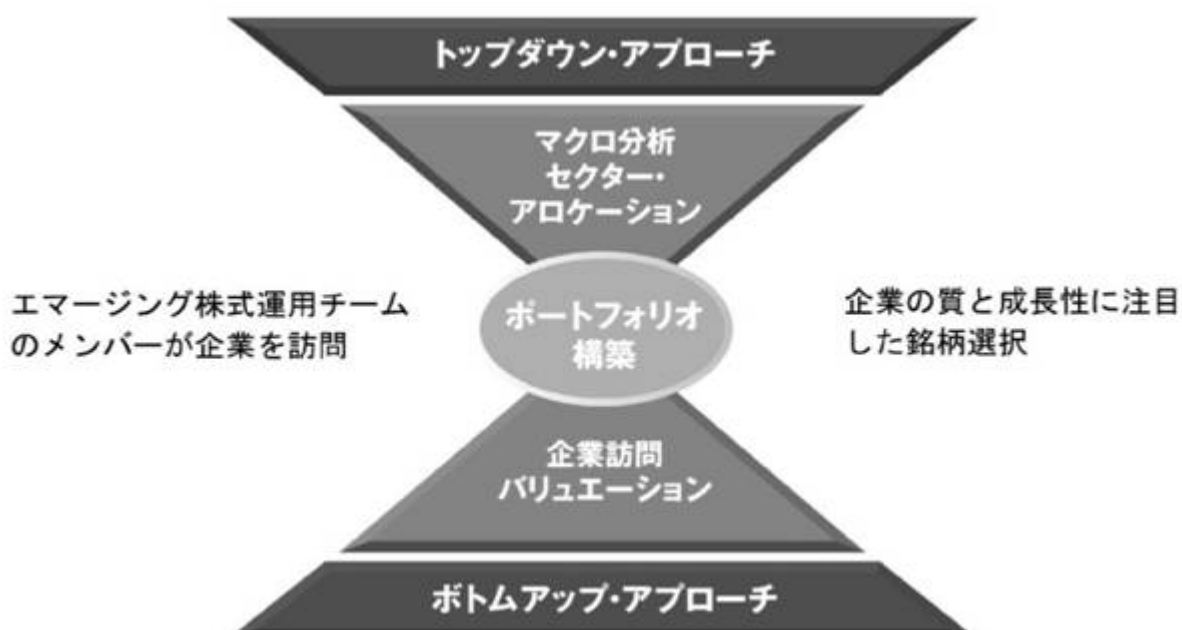 トップダウン・アプローチ
マクロ分析
セクター・
アロケーション
エマージング株式運用チーム
のメンバーが企業を訪問
ポートフォリオ
構築
企業の質と成長性に注目
した銘柄選択
企業訪問
バリュエーション
ボトムアップ・アプローチ